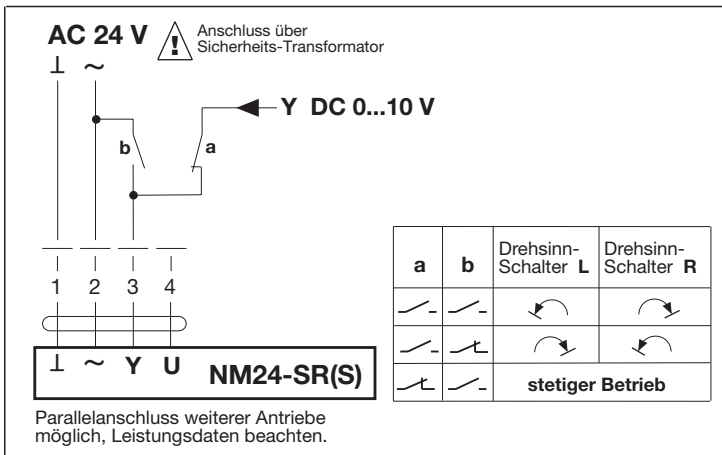 AC 24 V
Anschluss über
Sicherheits-Transformator
!
⊥ ~
Y DC 0...10 V
b a
1 2 3 4
⊥ ~ Y U
NM24-SR(S)
Parallelanschluss weiterer Antriebe
möglich, Leistungsdaten beachten.
a b Drehsinn- Drehsinn-
Schalter L Schalter R
stetiger Betrieb